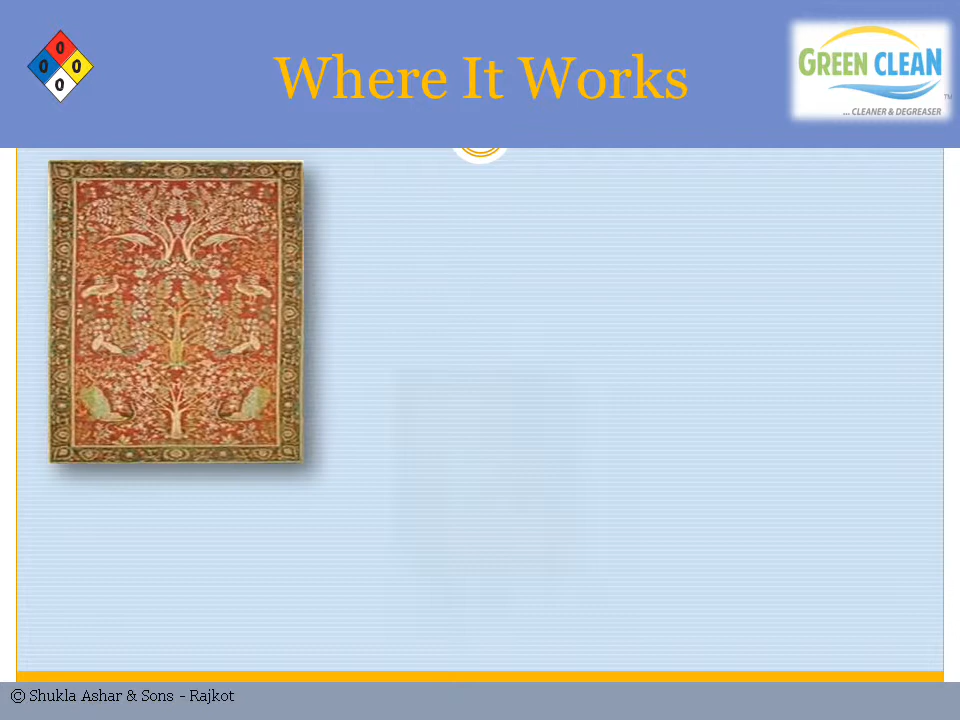 0
0
0
0
Where It Works
GREEN CLEAN
TM
... CLEANER & DEGREASER
© Shukla Ashar & Sons - Rajkot